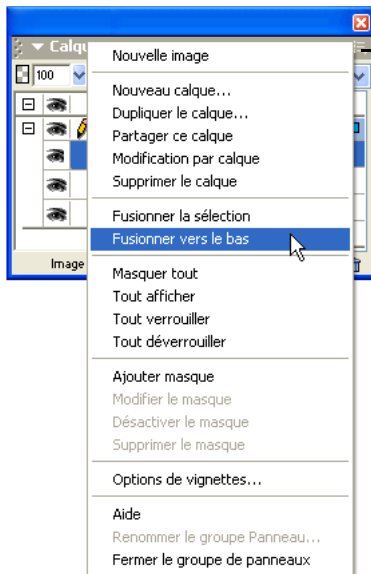 Calqu
100
Nouvelle image
Nouveau calque...
Dupliquer le calque...
Partager ce calque
Modification par calque
Supprimer le calque
Fusionner la sélection
Fusionner vers le bas
Image
Masquer tout
Tout afficher
Tout verrouiller
Tout déverrouiller
Ajouter masque
Modifier le masque
Désactiver le masque
Supprimer le masque
Options de vignettes...
Aide
Renommer le groupe Panneau...
Fermer le groupe de panneaux